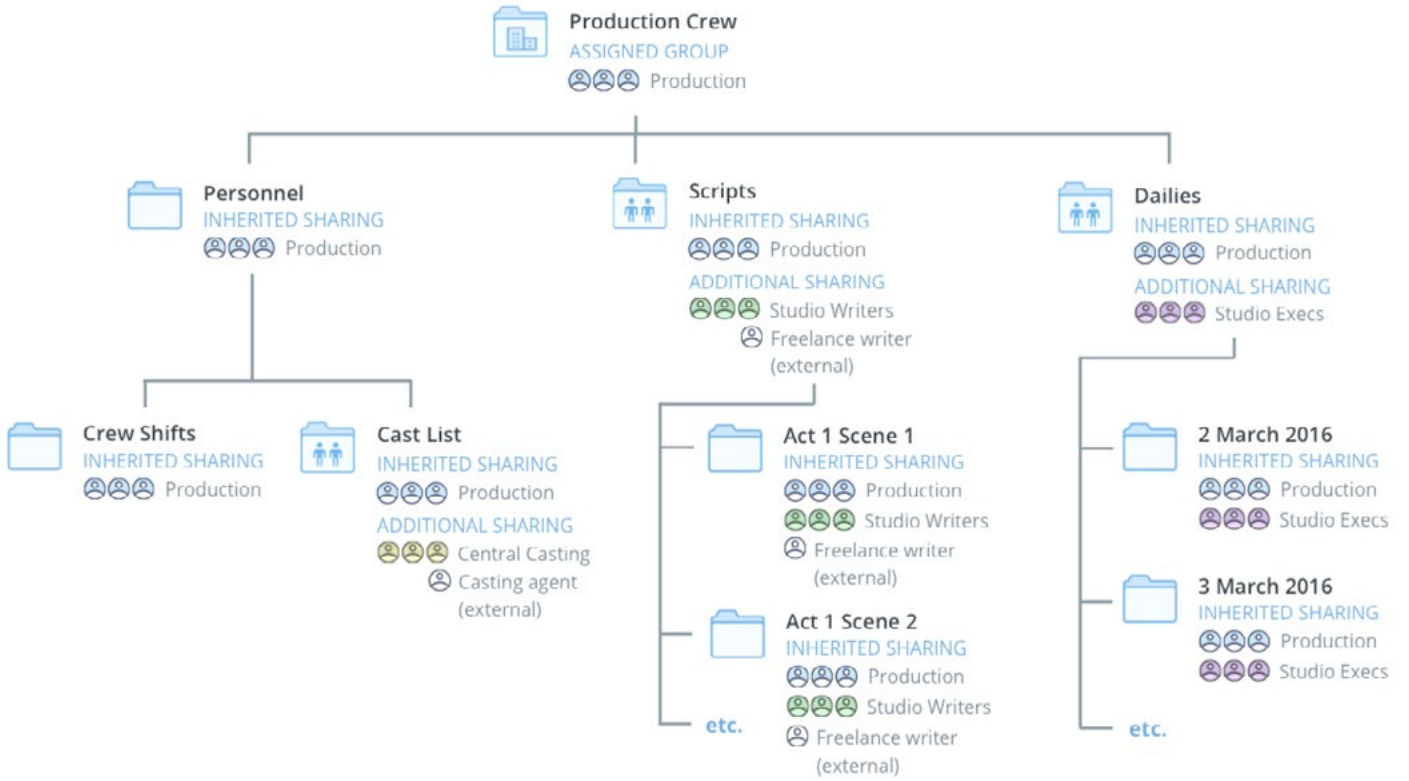 Production Crew
ASSIGNED GROUP
Production
Personnel
INHERITED SHARING
Production
Scripts
INHERITED SHARING
Production
ADDITIONAL SHARING
Studio Writers
Freelance writer
(external)
Dailies
INHERITED SHARING
Production
ADDITIONAL SHARING
Studio Execs
Crew Shifts
INHERITED SHARING
Production
Cast List
INHERITED SHARING
Production
ADDITIONAL SHARING
Central Casting
Casting agent
(external)
Act 1 Scene 1
INHERITED SHARING
Production
Studio Writers
Freelance writer
(external)
Act 1 Scene 2
INHERITED SHARING
Production
Studio Writers
Freelance writer
(external)
etc.
2 March 2016
INHERITED SHARING
Production
Studio Execs
3 March 2016
INHERITED SHARING
Production
Studio Execs
etc.